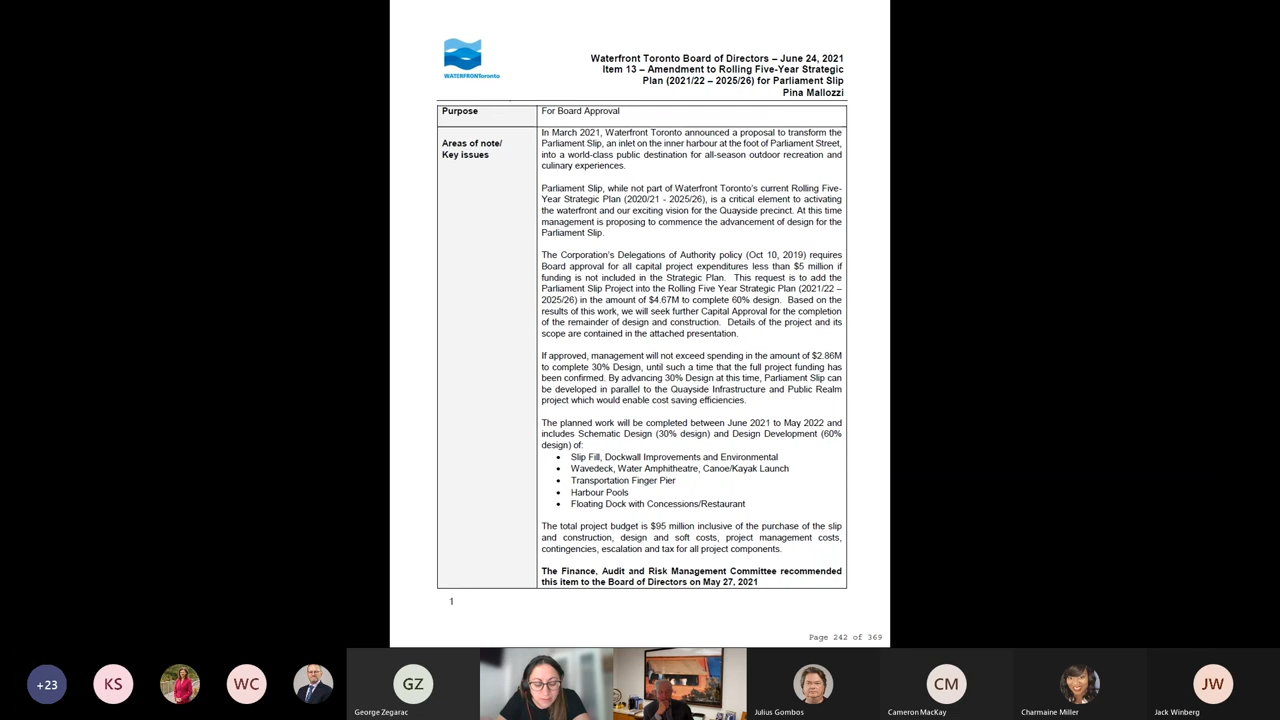 Waterfront Toronto Board of Directors – June 24, 2021
Item 13 – Amendment to Rolling Five-Year Strategic
Plan (2021/22 – 2025/26) for Parliament Slip
Pina Mallozzi
WATERFRONToronto
Purpose
For Board Approval
Areas of note/
Key issues
In March 2021, Waterfront Toronto announced a proposal to transform the
Parliament Slip, an inlet on the inner harbour at the foot of Parliament Street,
into a world-class public destination for all-season outdoor recreation and
culinary experiences.
Parliament Slip, while not part of Waterfront Toronto's current Rolling Five-
Year Strategic Plan (2020/21 - 2025/26), is a critical element to activating
the waterfront and our exciting vision for the Quayside precinct. At this time
management is proposing to commence the advancement of design for the
Parliament Slip.
The Corporation's Delegations of Authority policy (Oct 10, 2019) requires
Board approval for all capital project expenditures less than $5 million if
funding is not included in the Strategic Plan. This request is to add the
Parliament Slip Project into the Rolling Five Year Strategic Plan (2021/22 –
2025/26) in the amount of $4.67M to complete 60% design. Based on the
results of this work, we will seek further Capital Approval for the completion
of the remainder of design and construction. Details of the project and its
scope are contained in the attached presentation.
If approved, management will not exceed spending in the amount of $2.86M
to complete 30% Design, until such a time that the full project funding has
been confirmed. By advancing 30% Design at this time, Parliament Slip can
be developed in parallel to the Quayside Infrastructure and Public Realm
project which would enable cost saving efficiencies.
The planned work will be completed between June 2021 to May 2022 and
includes Schematic Design (30% design) and Design Development (60%
design) of:
• Slip Fill, Dockwall Improvements and Environmental
• Wavedeck, Water Amphitheatre, Canoe/Kayak Launch
• Transportation Finger Pier
• Harbour Pools
• Floating Dock with Concessions/Restaurant
The total project budget is $95 million inclusive of the purchase of the slip
and construction, design and soft costs, project management costs,
contingencies, escalation and tax for all project components.
The Finance, Audit and Risk Management Committee recommended
this item to the Board of Directors on May 27, 2021
1
Page 242 of 369
+23
KS
WC
GZ
George Zegarac
Julius Gombos
CM
Cameron MacKay
Charmaine Miller
JW
Jack Winberg